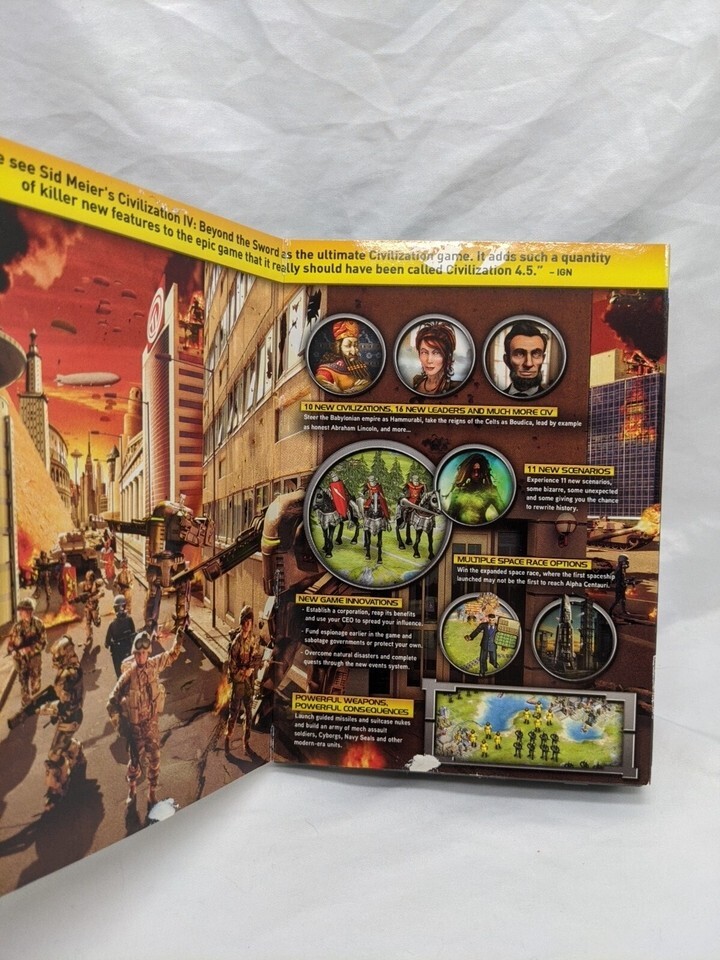 e see Sid Meier's Civilization IV: Beyond the Sword as the ultimate Civilization game. It adds such a quantity
of killer new features to the epic game that it really should have been called Civilization 4.5." – IGN
10 NEW CIVILIZATIONS, 16 NEW LEADERS AND MUCH MORE CIV
Steer the Babylonian empire as Hammurabi, take the reigns of the Celts as Boudica, lead by example
as honest Abraham Lincoln, and more...
11 NEW SCENARIOS
Experience 11 new scenarios,
some bizarre, some unexpected
and some giving you the chance
to rewrite history.
MULTIPLE SPACE RACE OPTIONS
Win the expanded space race, where the first spaceship
launched may not be the first to reach Alpha Centauri.
NEW GAME INNOVATIONS
- Establish a corporation, reap its benefits
and use your CEO to spread your influence.
- Fund espionage earlier in the game and
sabotage governments or protect your own.
- Overcome natural disasters and complete
quests through the new events system.
POWERFUL WEAPONS,
POWERFUL CONSEQUENCES
Launch guided missiles and suitcase nukes
and build an army of mech assault
soldiers, Cyborgs, Navy Seals and other
modern-era units.